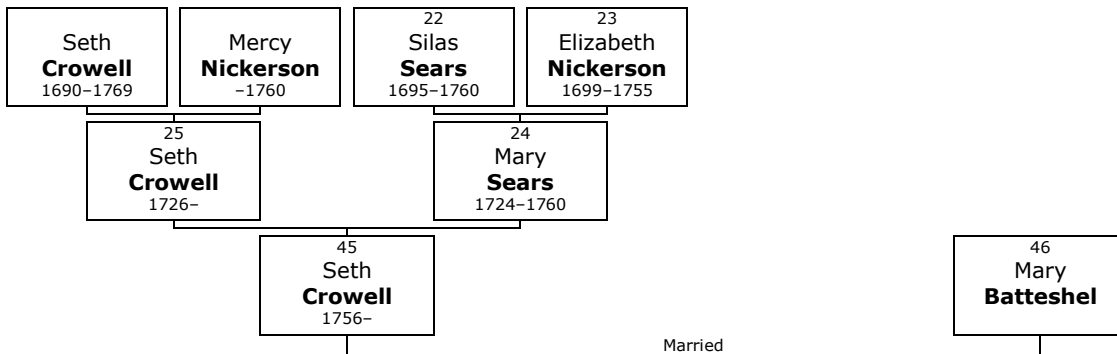 Seth
Crowell
1690–1769
Mercy
Nickerson
–1760
22
Silas
Sears
1695–1760
23
Elizabeth
Nickerson
1699–1755
25
Seth
Crowell
1726–
24
Mary
Sears
1724–1760
45
Seth
Crowell
1756–
46
Mary
Batteshel
Married